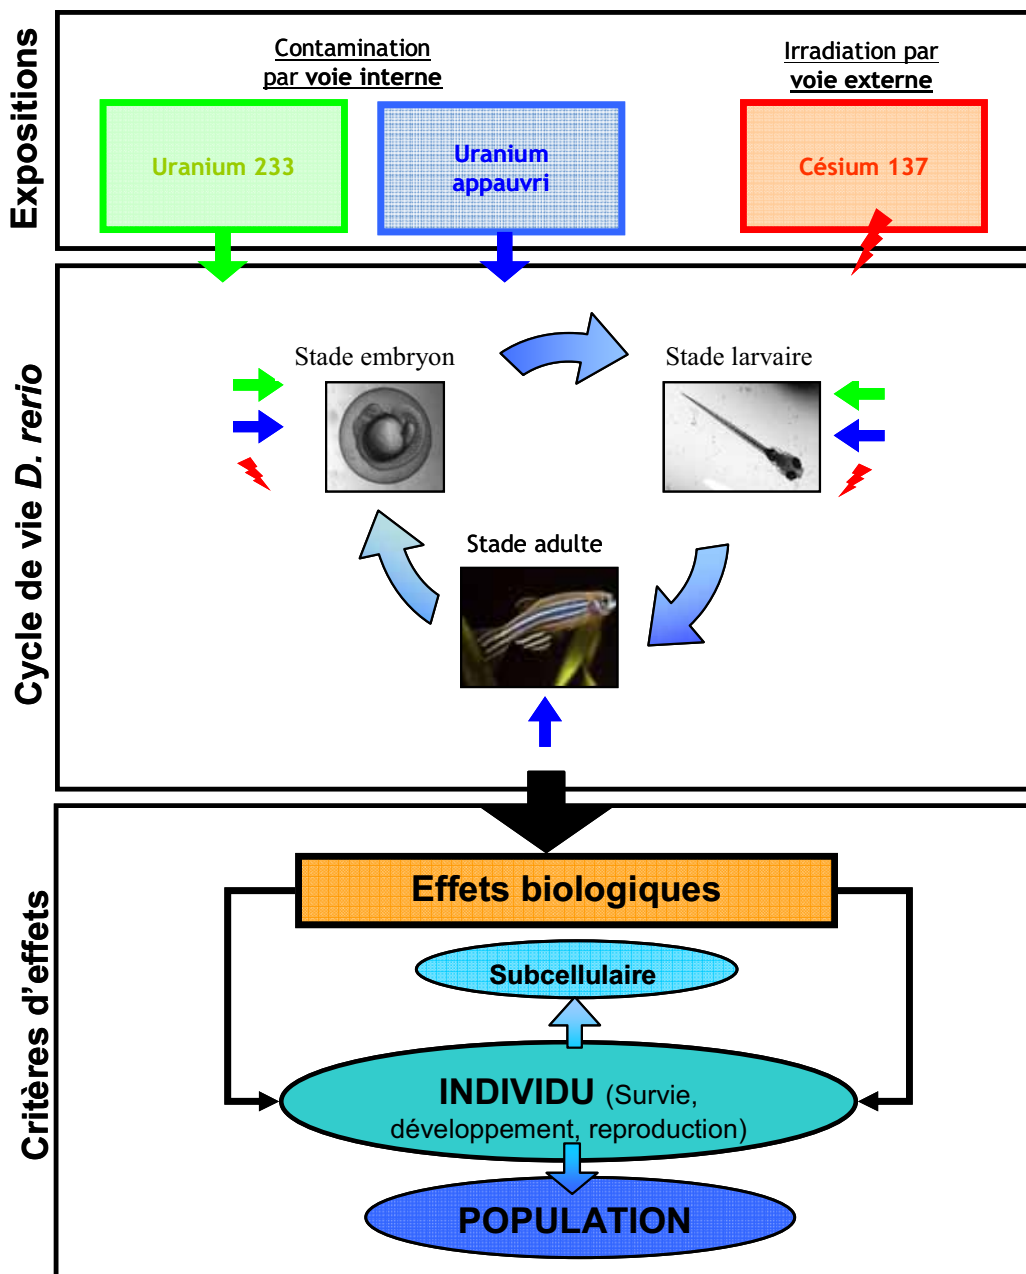 Expositions
Contamination
par voie interne
Irradiation par
voie externe
Uranium 233
Uranium
appauvri
Césium 137
Cycle de vie D. rerio
Stade embryon
Stade larvaire
Stade adulte
Critères d'effets
Effets biologiques
Subcellulaire
INDIVIDU (Survie,
développement, reproduction)
POPULATION